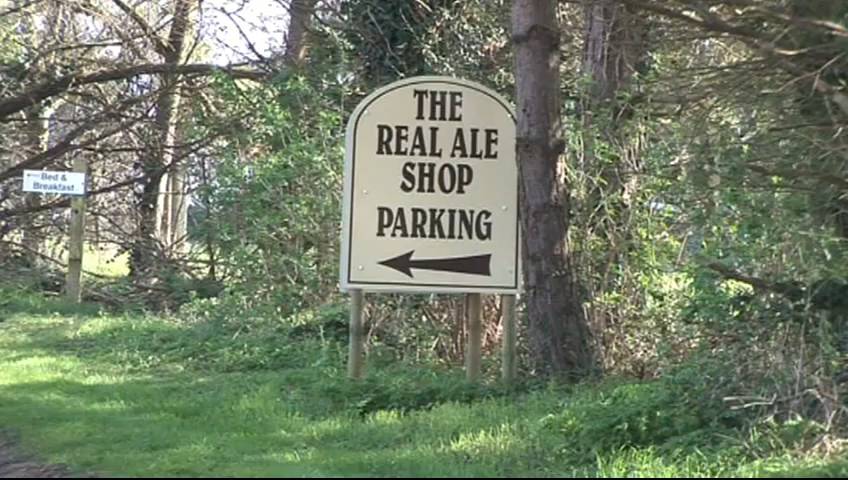 Bed &
Breakfast
THE
REAL ALE
SHOP
PARKING